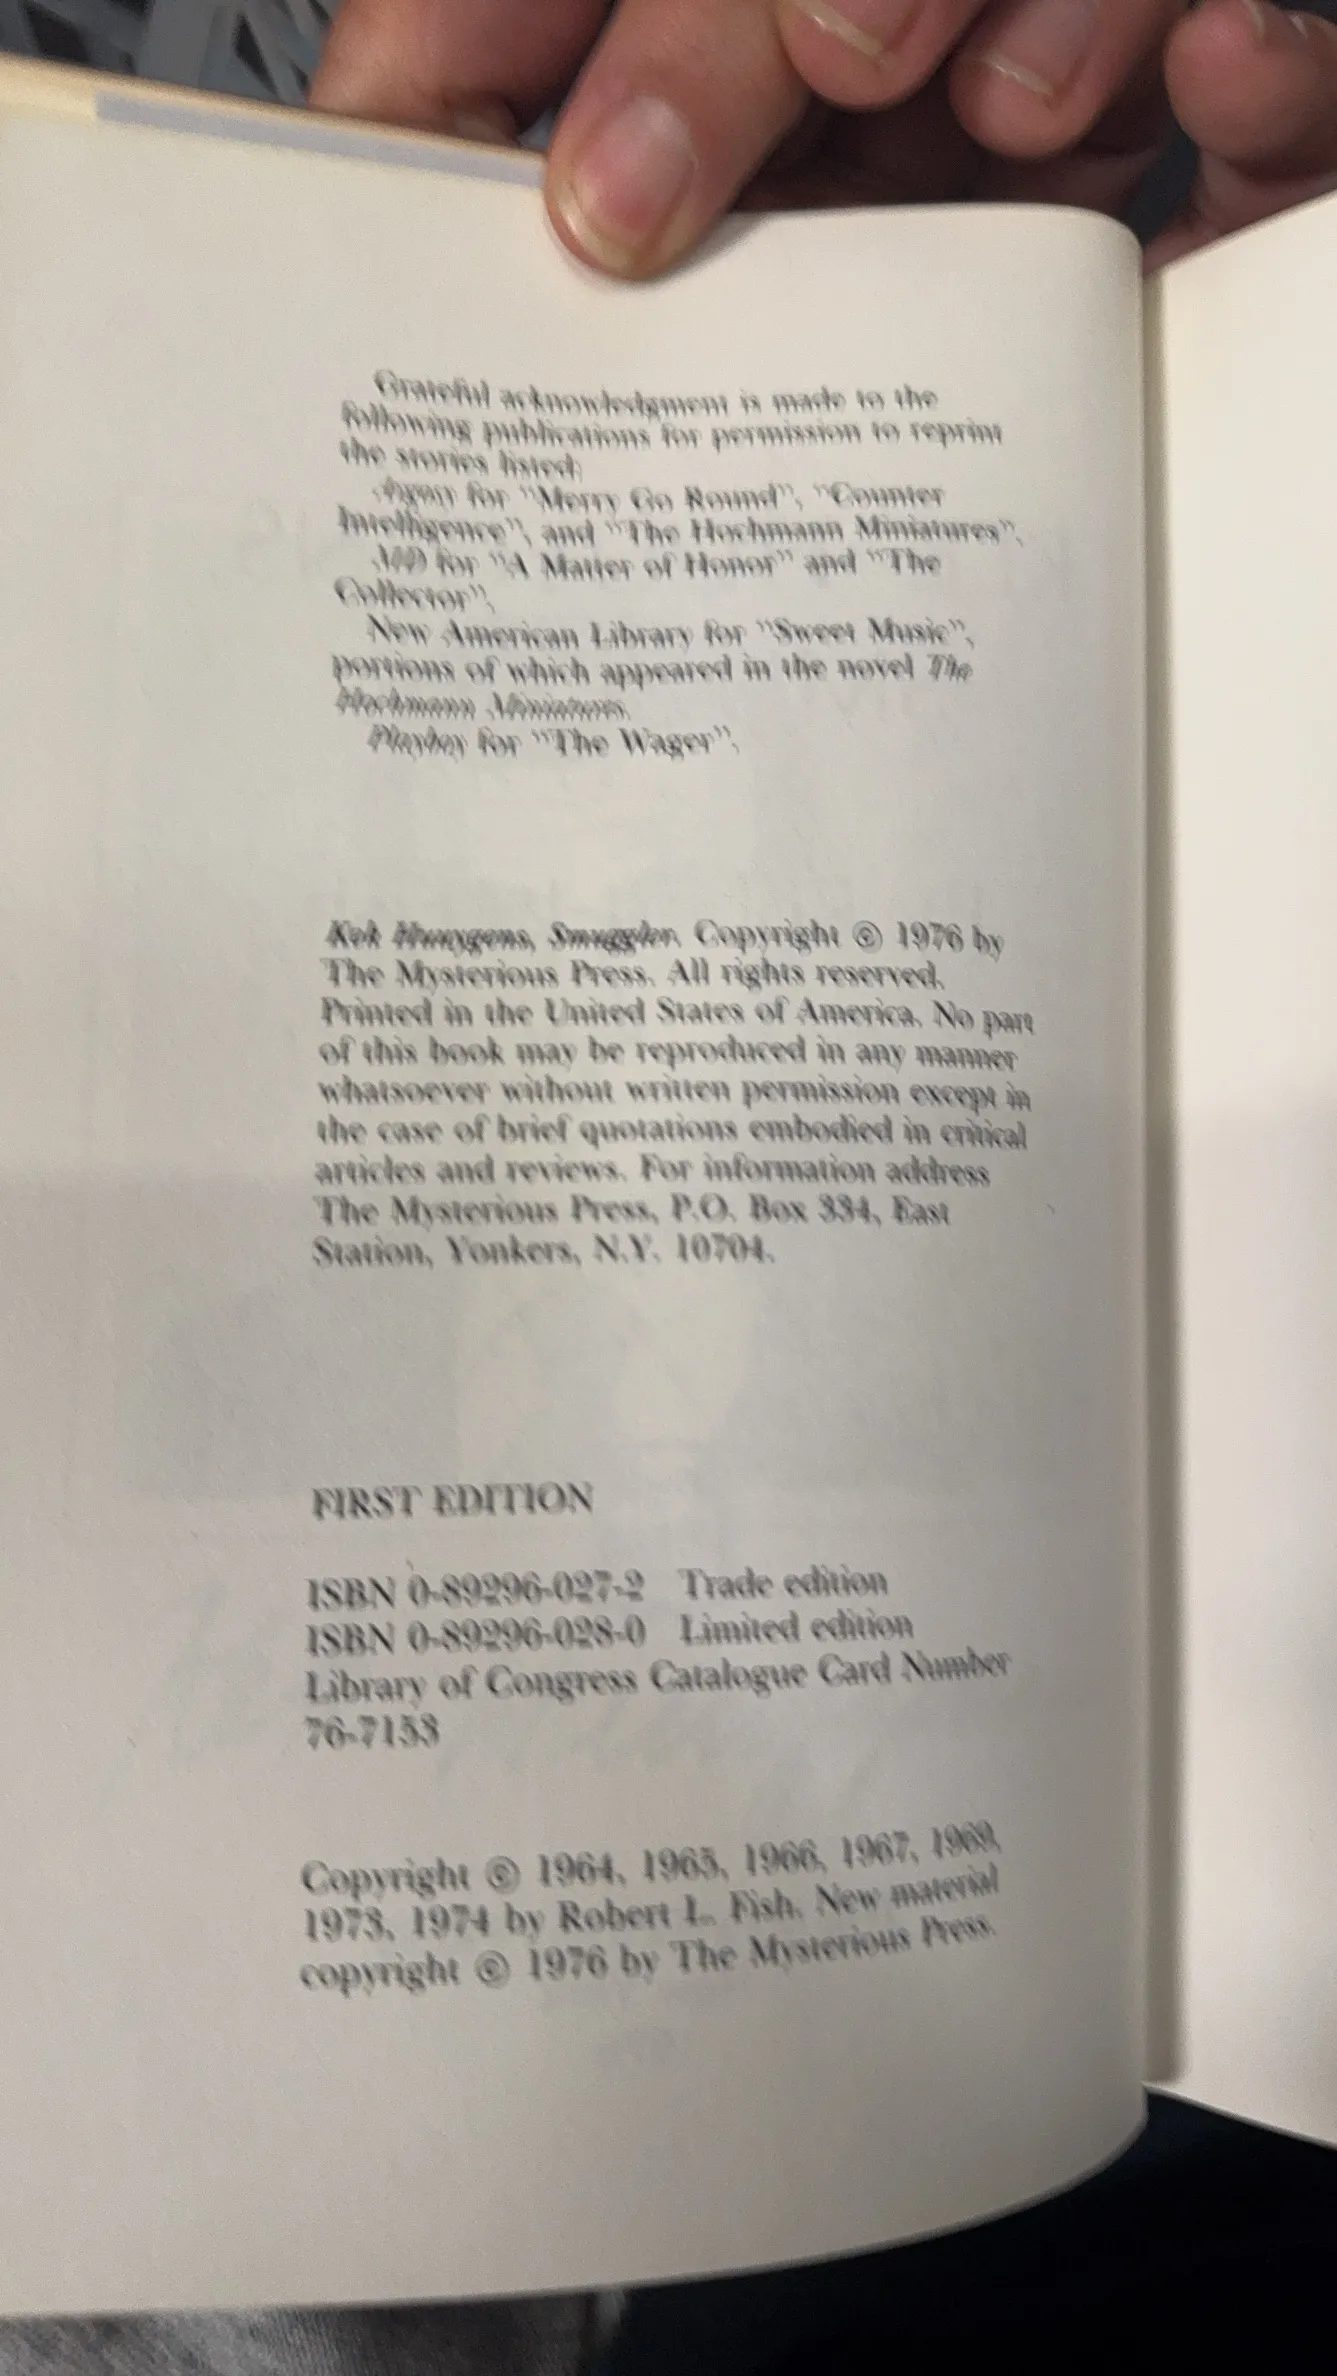 Grateful acknowledgment is made to the
following publications for permission to reprint
the stories listed:
Argosy for "Merry Go Round", "Counter
Intelligence", and "The Hochmann Miniatures".
MD for "A Matter of Honor" and "The
Collector".
New American Library for "Sweet Music",
portions of which appeared in the novel The
Hochmann Miniatures.
Playboy for "The Wager".
Kek Huuygens, Smuggler. Copyright © 1976 by
The Mysterious Press. All rights reserved.
Printed in the United States of America. No part
of this book may be reproduced in any manner
whatsoever without written permission except in
the case of brief quotations embodied in critical
articles and reviews. For information address
The Mysterious Press, P.O. Box 334, East
Station, Yonkers, N.Y. 10704.
FIRST EDITION
ISBN 0-89296-027-2 Trade edition
ISBN 0-89296-028-0 Limited edition
Library of Congress Catalogue Card Number
76-7153
Copyright © 1964, 1965, 1966, 1967, 1969,
1973, 1974 by Robert L. Fish. New material
copyright © 1976 by The Mysterious Press.